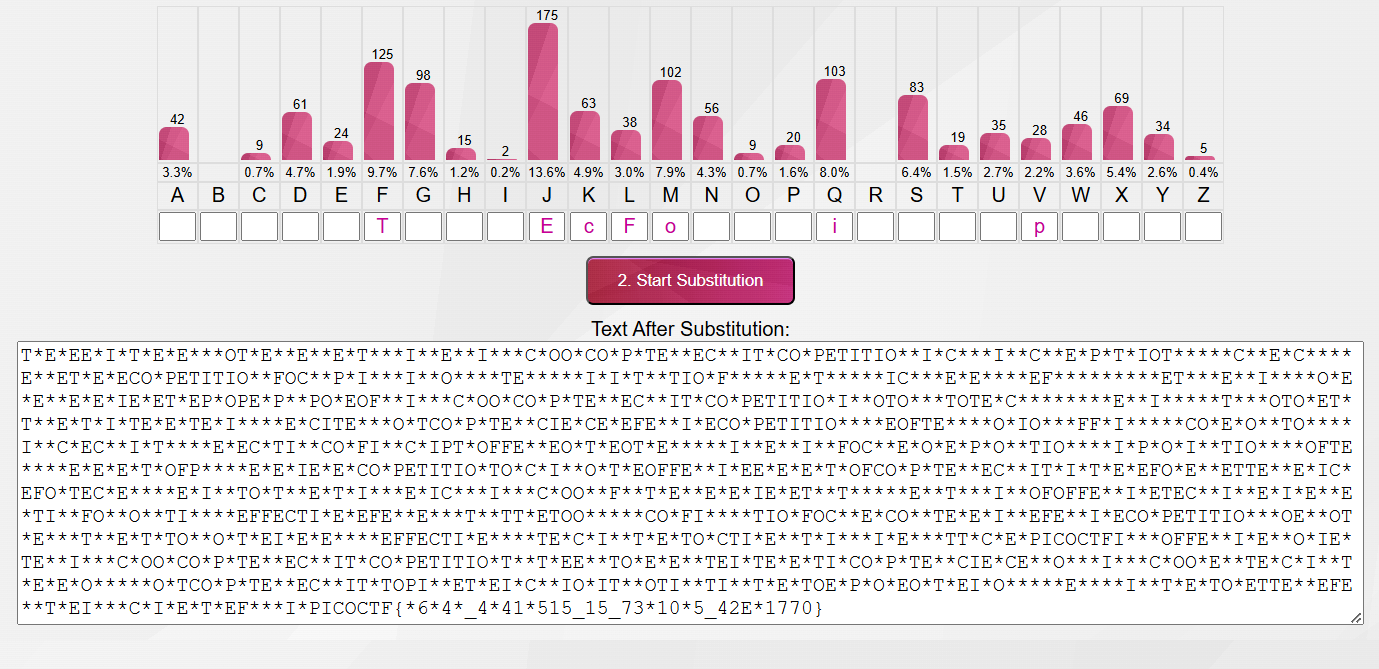 175
125
103
102
98
83
69
63
61
56
46
42
38
35
34
28
24
20
19
15
9
9
5
2
3.3% 0.7% 4.7% 1.9% 9.7% 7.6% 1.2% 0.2% 13.6% 4.9% 3.0% 7.9% 4.3% 0.7% 1.6% 8.0% 6.4% 1.5% 2.7% 2.2% 3.6% 5.4% 2.6% 0.4%
A B C D E F G H I J K L M N O P Q R S T U V W X Y Z
T E c F o i p
2. Start Substitution
Text After Substitution:
T*E*EE*I*T*E*E***OT*E**E**E*T***I**E**I***C*OO*CO*P*TE**EC**IT*CO*PETITIO**I*C***I**C**E*P*T*IOT*****C**E*C****
E**ET*E*ECO*PETITIO**FOC**P*I***I**O****TE*****I*I*T**TIO*F*****E*T*****IC***E*E****EF*********ET***E**I****O*E
*E**E*E*IE*ET*EP*OPE*P**PO*EOF**I***C*OO*CO*P*TE**EC**IT*CO*PETITIO*I**OTO***TOTE*C********E**I*****T***OTO*ET*
T**E*T*I*TE*E*TE*I****E*CITE***O*TCO*P*TE**CIE*CE*EFE**I*ECO*PETITIO****EOFTE****O*IO***FF*I*****CO*E*O**TO****
I**C*EC**I*T****E*EC*TI**CO*FI**C*IPT*OFFE**EO*T*EOT*E*****I**E**I**FOC**E*O*E*P*O**TIO****I*P*O*I**TIO****OFTE
****E*E*E*T*OFP****E*E*IE*E*CO*PETITIO*TO*C*I**O*T*EOFFE**I*EE*E*E*T*OFCO*P*TE**EC**IT*I*T*E*EFO*E**ETTE**E*IC*
EFO*TEC*E****E*I**TO*T**E*T*I***E*IC***I***C*OO**F**T*E**E*E*IE*ET**T*****E**T***I**OFOFFE**I*ETEC**I**E*I*E**E
*TI**FO**O**TI****EFFECTI*E*EFE**E***T**TT*ETOO*****CO*FI****TIO*FOC**E*CO**TE*E*I**EFE**I*ECO*PETITIO***OE**OT
*E***T**E*T*TO**O**T*EI*E*E****EFFECTI*E****TE*C*I**T*E*TO*CTI*E**T*I***I*E***TT*C*E*PICOCTFI***OFFE**I*E**O*IE*
TE**I***C*OO*CO*P*TE**EC**IT*CO*PETITIO*T**T*EE**TO*E*E**TEI*TE*E*TI*CO*P*TE**CIE*CE**O***I***C*OO*E**TE*C*I**T
*E*E*O*****O*TCO*P*TE**EC**IT*TOPI**ET*EI*C**IO*IT**OTI**TI**T*E*TOE*P*O*EO*T*EI*O*****E****I**T*E*TO*ETTE**EFE
**T*EI***C*I*E*T*EF***I*PICOCTF{*6*4*_4*41*515_15_73*10*5_42E*1770}